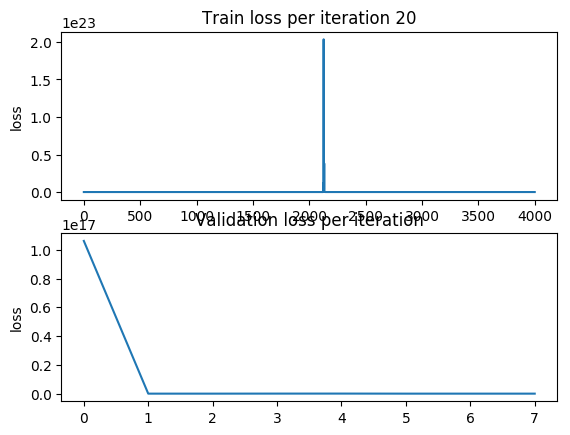 Train loss per iteration 20
1e23
2.0
1.5
1.0
0.5
0.0
loss
0 500 1000 1500 2000 2500 3000 3500 4000
Validation loss per iteration
1e17
1.0
0.8
0.6
0.4
0.2
0.0
loss
0 1 2 3 4 5 6 7